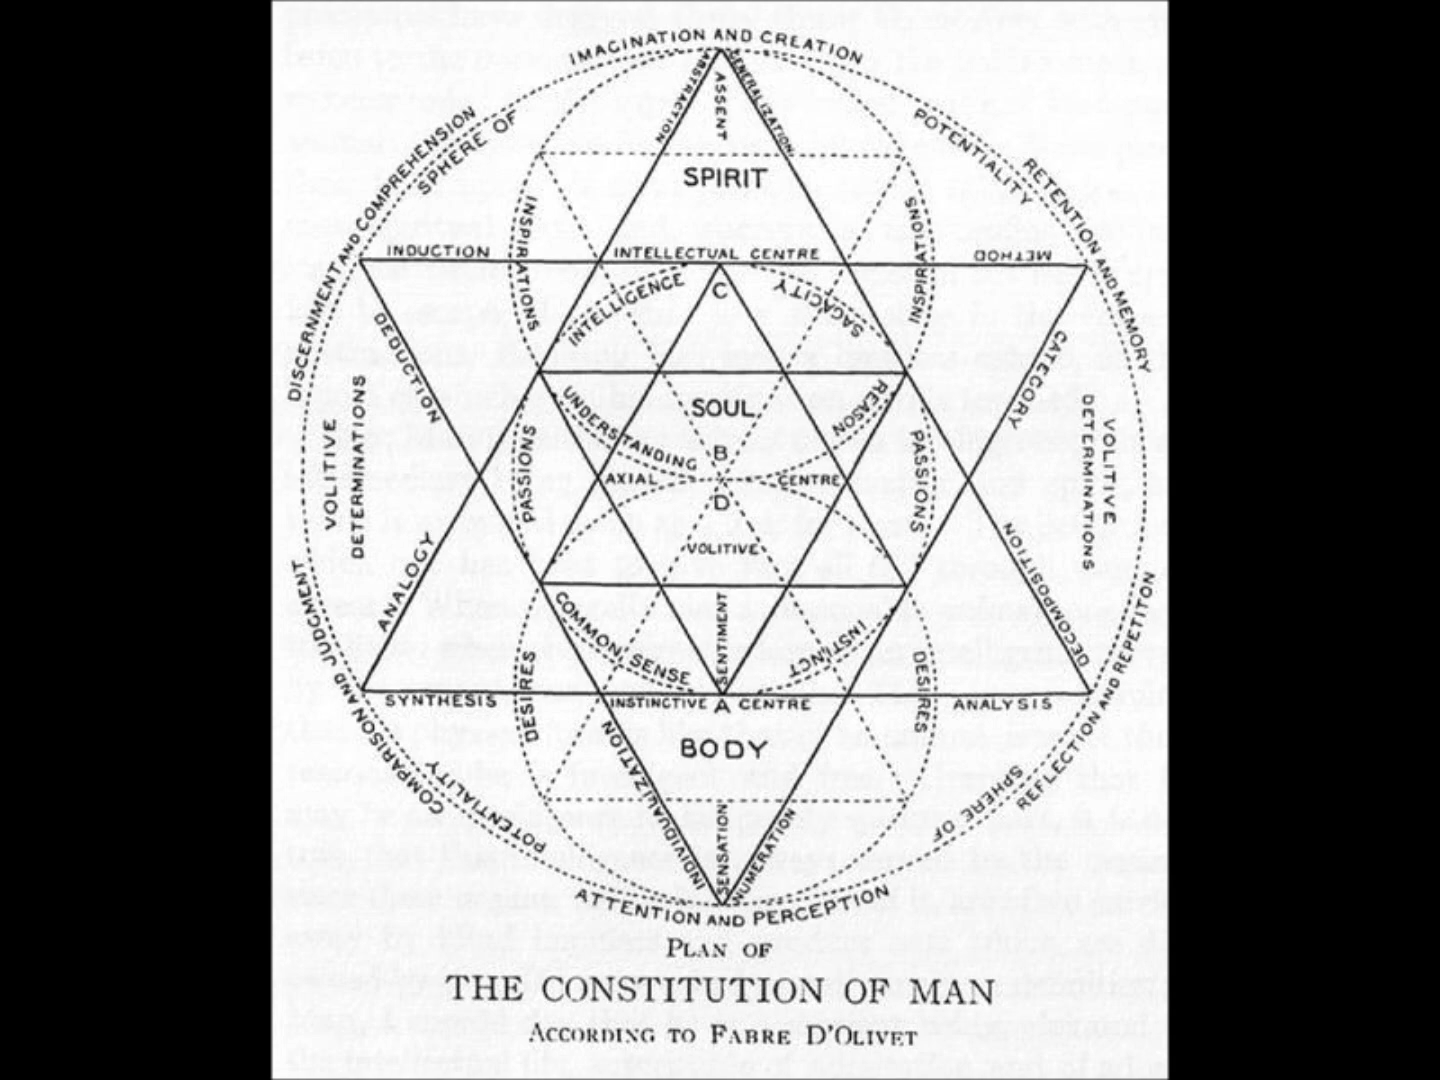 IMAGINATION AND CREATION
DISCERNMENT AND COMPREHENSION
SPHERE OF
POTENTIALITY
RETENTION AND MEMORY
ABSTRACTION
ASSENT
GENERALIZATION
SPIRIT
INSPIRATIONS
INSPIRATIONS
INDUCTION
INTELLECTUAL CENTRE
METHOD
INTELLIGENCE
C
SAGACITY
DEDUCTION
CATEGORY
SOUL
UNDERSTANDING
REASON
VOLITIVE
DETERMINATIONS
PASSIONS
B
AXIAL
CENTRE
D
PASSIONS
DETERMINATIONS
VOLITIVE
VOLITIVE
ANALOGY
DECOMPOSITION
COMMON SENSE
SENTIMENT
INSTINCT
DESIRES
DESIRES
SYNTHESIS
INSTINCTIVE A CENTRE
ANALYSIS
BODY
INDIVIDUALIZATION
SENSATION
NUMERATION
COMPARISON AND JUDGMENT
POTENTIALITY
SPHERE OF
REFLECTION AND REPETITION
ATTENTION AND PERCEPTION
PLAN OF
THE CONSTITUTION OF MAN
ACCORDING TO FABRE D'OLIVET